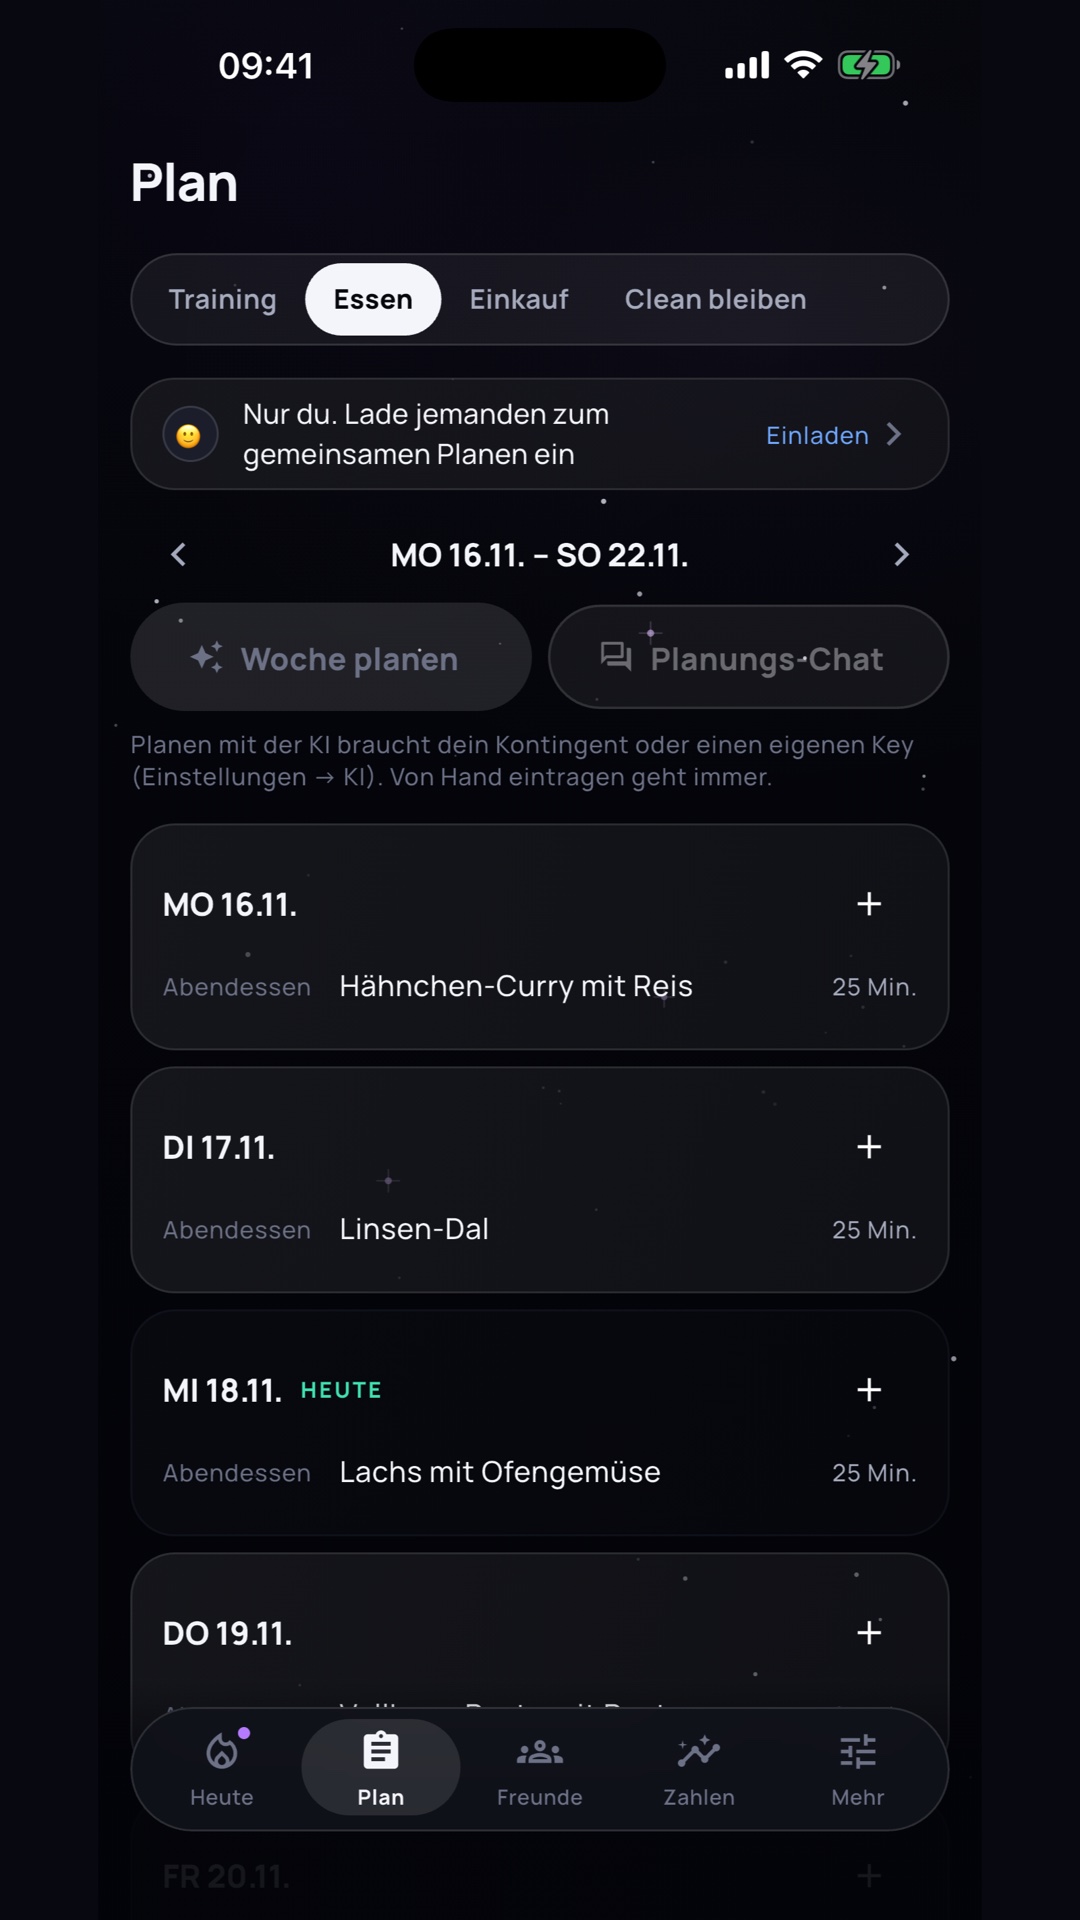 09:41
Plan
Training Essen Einkauf Clean bleiben
Nur du. Lade jemanden zum
gemeinsamen Planen ein
Einladen
MO 16.11. – SO 22.11.
Woche planen
Planungs-Chat
Planen mit der KI braucht dein Kontingent oder einen eigenen Key
(Einstellungen → KI). Von Hand eintragen geht immer.
MO 16.11.
Abendessen Hähnchen-Curry mit Reis 25 Min.
DI 17.11.
Abendessen Linsen-Dal 25 Min.
MI 18.11. HEUTE
Abendessen Lachs mit Ofengemüse 25 Min.
DO 19.11.
Heute Plan Freunde Zahlen Mehr
FR 20.11.